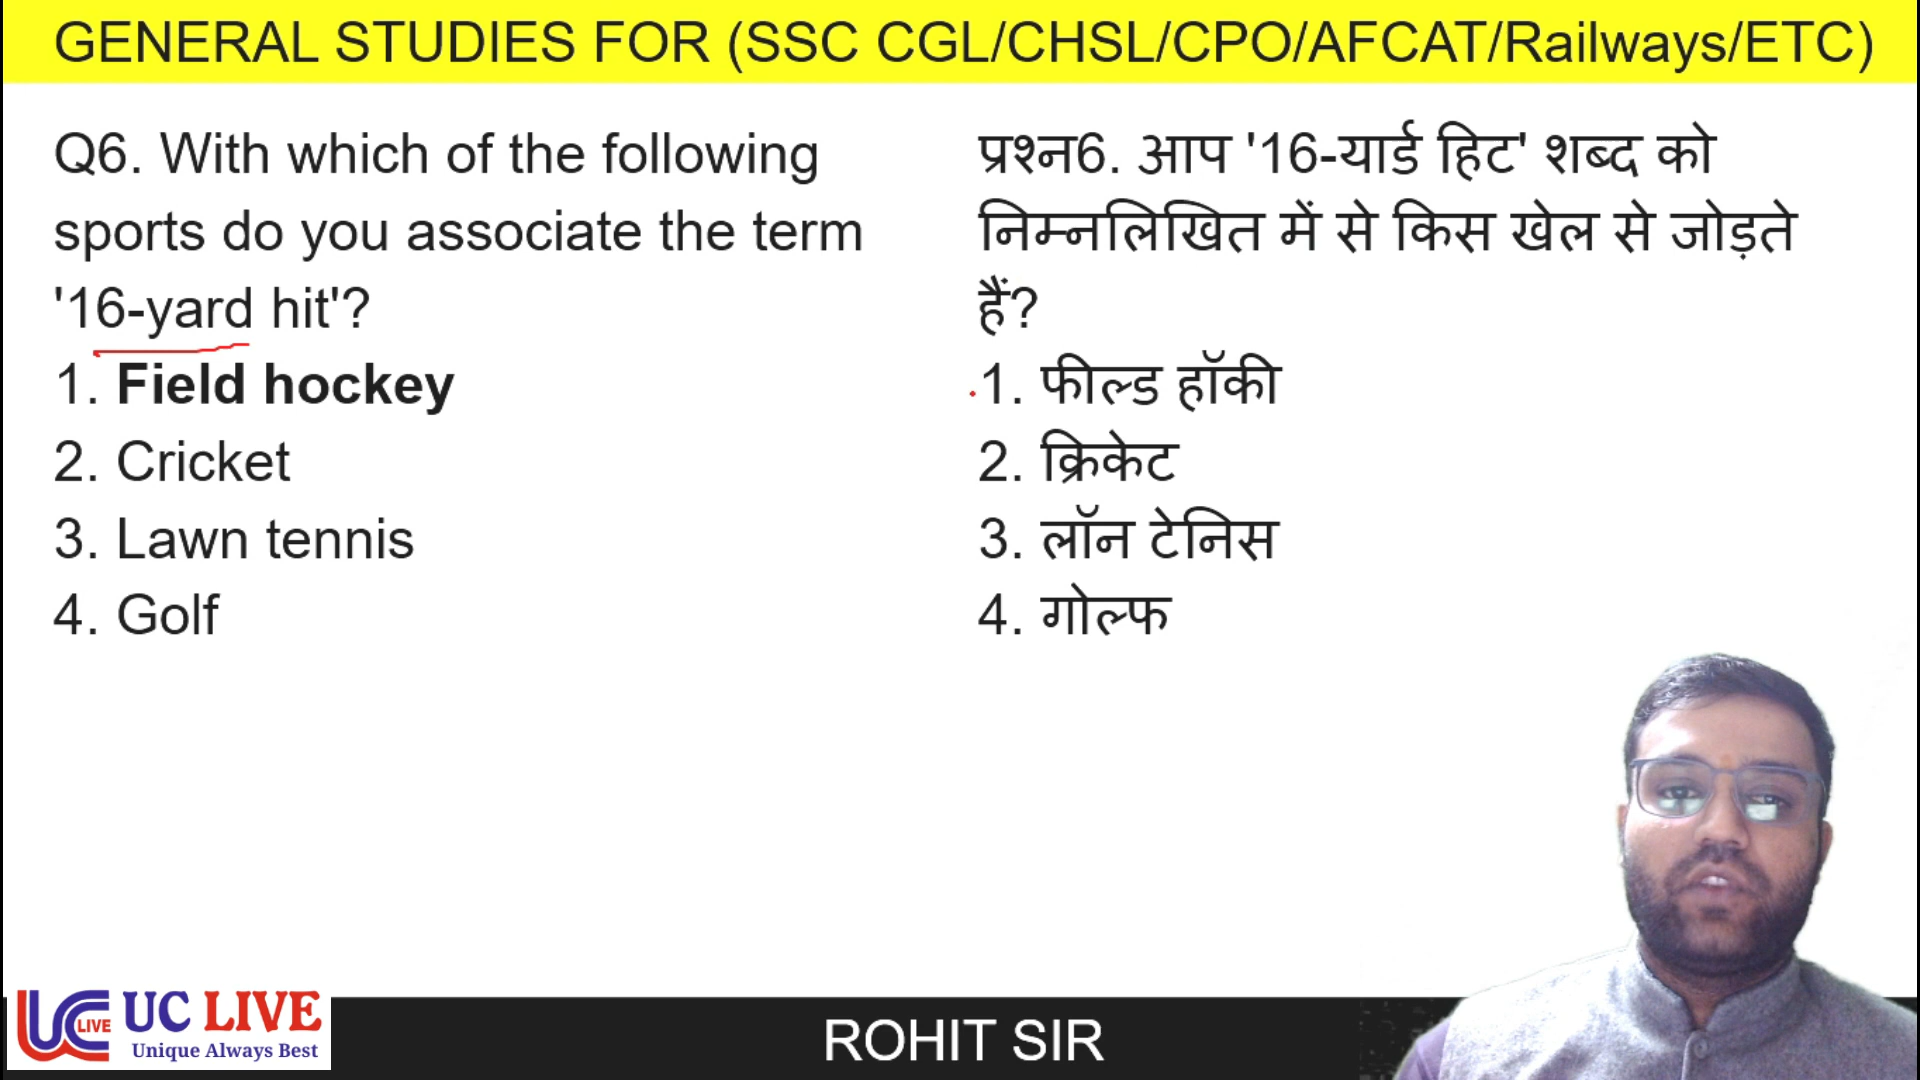 GENERAL STUDIES FOR (SSC CGL/CHSL/CPO/AFCAT/Railways/ETC)
Q6. With which of the following
sports do you associate the term
'16-yard hit'?
1. Field hockey
2. Cricket
3. Lawn tennis
4. Golf
प्रश्न6. आप '16-यार्ड हिट' शब्द को
निम्नलिखित में से किस खेल से जोड़ते
हैं?
1. फील्ड हॉकी
2. क्रिकेट
3. लॉन टेनिस
4. गोल्फ
LIVE
UC LIVE
Unique Always Best
ROHIT SIR